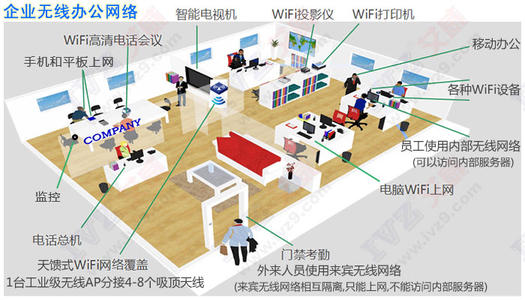 企业无线办公网络
智能电视机
WiFi投影仪
WiFi打印机
WiFi高清电话会议
移动办公
手机和平板上网
各种WiFi设备
COMPANY
员工使用内部无线网络
(可以访问内部服务器)
监控
电脑WiFi上网
电话总机
门禁考勤
天馈式WiFi网络覆盖
外来人员使用来宾无线网络
1台工业级无线AP分接4-8个吸顶天线
(来宾无线网络相互隔离,只能上网,不能访问内部服务器)